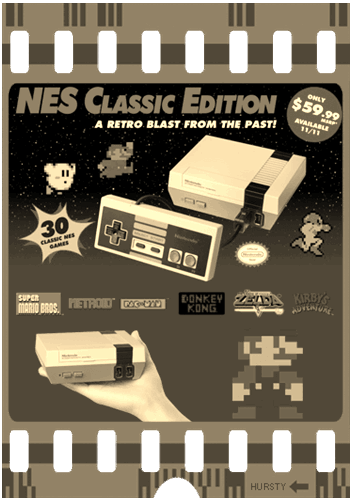 NES CLASSIC EDITION
A RETRO BLAST FROM THE PAST!
ONLY
$59.99
MSRP*
AVAILABLE
11/11
30
CLASSIC NES
GAMES
Nintendo
SUPER
MARIO BROS.
METROID
PAC-MAN
DONKEY
KONG
ZELDA
KIRBY'S
ADVENTURE
HURSTY